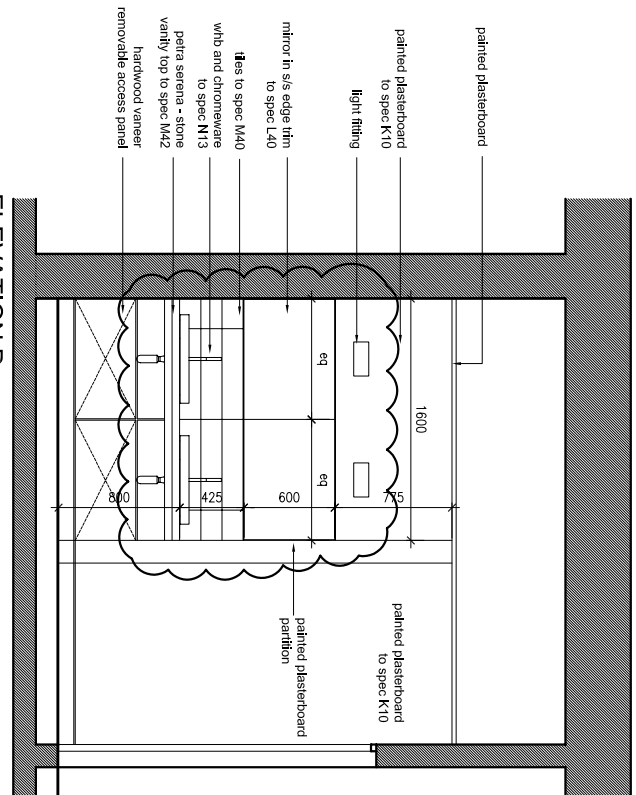 painted plasterboard
painted plasterboard
to spec K10
light fitting
mirror in s/s edge trim
to spec L40
tiles to spec M40
whb and chromeware
to spec N13
petra serena - stone
vanity top to spec M42
hardwood vaneer
removable access panel
1600
775
600
425
800
eq
eq
painted plasterboard
to spec K10
painted plasterboard
partition
ELEVATION